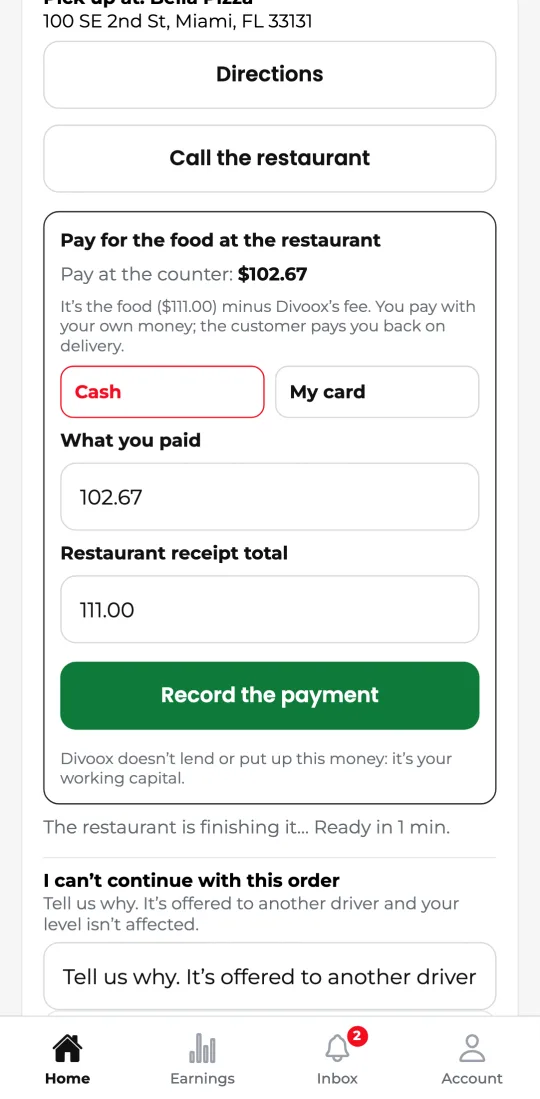 Pick up at: Bella Pizza
100 SE 2nd St, Miami, FL 33131
Directions
Call the restaurant
Pay for the food at the restaurant
Pay at the counter: $102.67
It’s the food ($111.00) minus Divoox’s fee. You pay with
your own money; the customer pays you back on
delivery.
Cash
My card
What you paid
102.67
Restaurant receipt total
111.00
Record the payment
Divoox doesn’t lend or put up this money: it’s your
working capital.
The restaurant is finishing it... Ready in 1 min.
I can’t continue with this order
Tell us why. It’s offered to another driver and your
level isn’t affected.
Tell us why. It’s offered to another driver
2
Home
Earnings
Inbox
Account